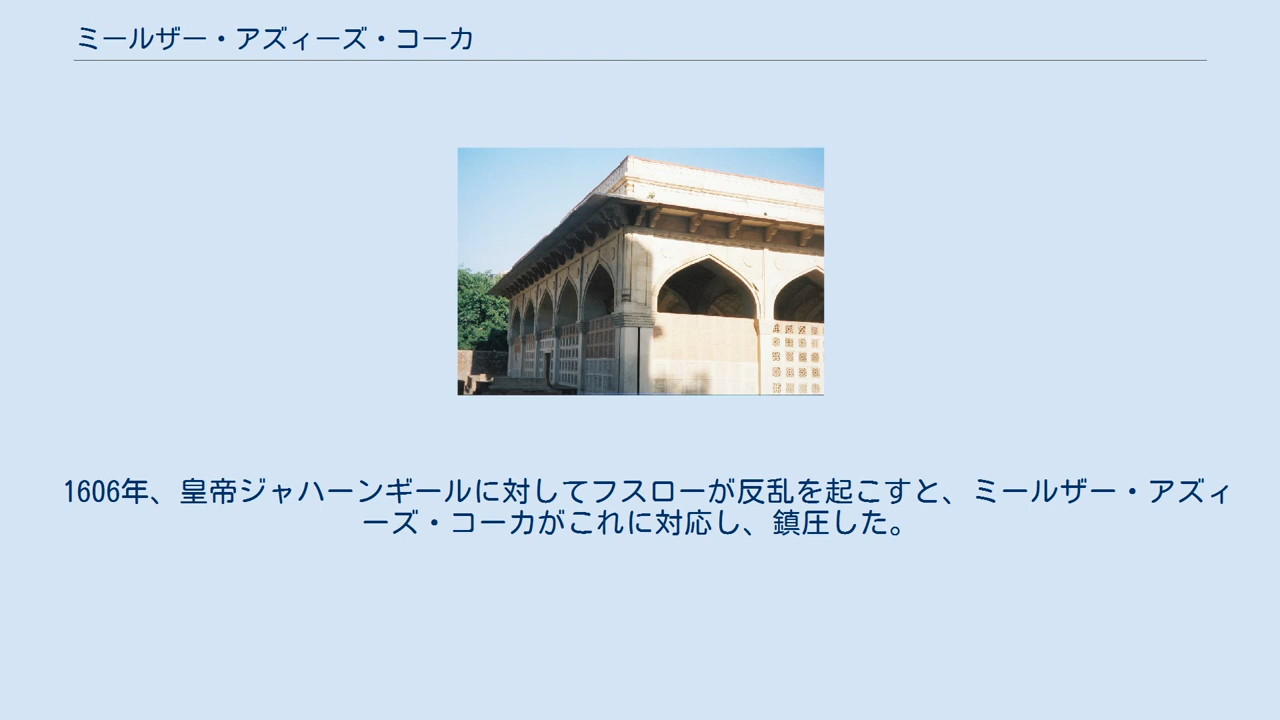 ミールザー・アズィーズ・コーカ
1606年、皇帝ジャハーンギールに対してフスローが反乱を起こすと、ミールザー・アズィ
ーズ・コーカがこれに対応し、鎮圧した。